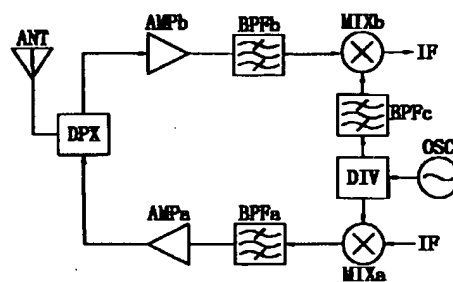 ANT
AMPb
BPFb
MIXb
IF
DPX
BPFc
OSC
DIV
AMPa
BPFa
IF
MIXa